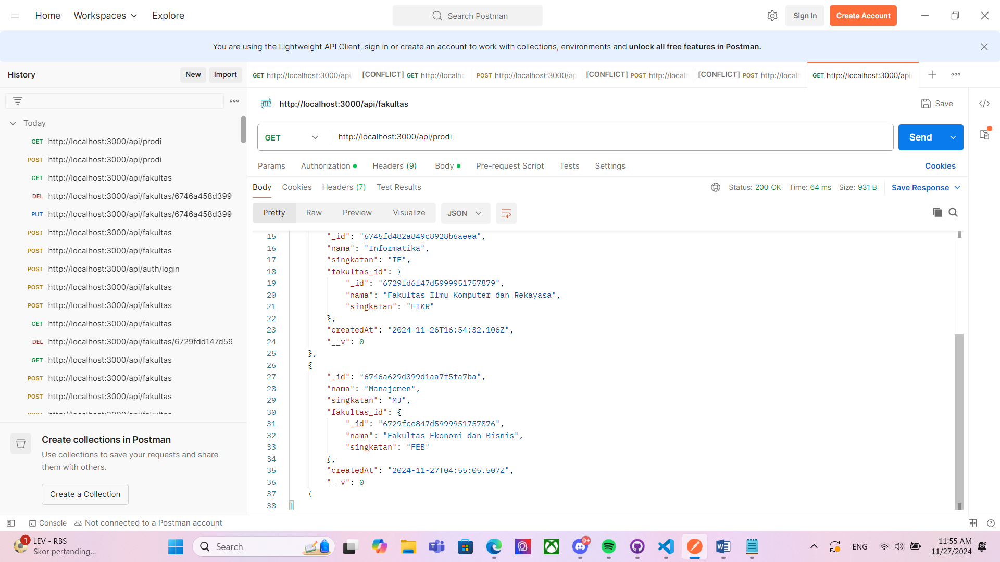 Home Workspaces Explore Search Postman Sign In Create Account
You are using the Lightweight API Client, sign in or create an account to work with collections, environments and unlock all free features in Postman.
History New Import
GET http://localhost:3000/api/ [CONFLICT] GET http://localho POST http://localhost:3000/ap [CONFLICT] POST http://localh [CONFLICT] POST http://localh GET http://localhost:3000/api/
Today
GET http://localhost:3000/api/prodi
POST http://localhost:3000/api/prodi
GET http://localhost:3000/api/fakultas
DEL http://localhost:3000/api/fakultas/6746a458d399
PUT http://localhost:3000/api/fakultas/6746a458d399
POST http://localhost:3000/api/fakultas
POST http://localhost:3000/api/fakultas
POST http://localhost:3000/api/auth/login
POST http://localhost:3000/api/fakultas
POST http://localhost:3000/api/fakultas
GET http://localhost:3000/api/fakultas
DEL http://localhost:3000/api/fakultas/6729fdd147d59
GET http://localhost:3000/api/fakultas
POST http://localhost:3000/api/fakultas
POST http://localhost:3000/api/fakultas
POST http://localhost:3000/api/fakultas
Create collections in Postman
Use collections to save your requests and share
them with others.
Create a Collection
HTTP http://localhost:3000/api/fakultas Save
GET http://localhost:3000/api/prodi Send
Params Authorization Headers (9) Body Pre-request Script Tests Settings Cookies
Body Cookies Headers (7) Test Results Status: 200 OK Time: 64 ms Size: 931 B Save Response
Pretty Raw Preview Visualize JSON
15 "_id": "6745fd482a849c8928b6aeea",
16 "nama": "Informatika",
17 "singkatan": "IF",
18 "fakultas_id": {
19 "_id": "6729fd6f47d5999951757879",
20 "nama": "Fakultas Ilmu Komputer dan Rekayasa",
21 "singkatan": "FIKR"
22 },
23 "createdAt": "2024-11-26T16:54:32.106Z",
24 "__v": 0
25 },
26 {
27 "_id": "6746a629d399d1aa7f5fa7ba",
28 "nama": "Manajemen",
29 "singkatan": "MJ",
30 "fakultas_id": {
31 "_id": "6729fce847d5999951757876",
32 "nama": "Fakultas Ekonomi dan Bisnis",
33 "singkatan": "FEB"
34 },
35 "createdAt": "2024-11-27T04:55:05.507Z",
36 "__v": 0
37 }
38 ]
Console Not connected to a Postman account
1 LEV - RBS
Skor pertanding...
Search
9+
ENG
11:55 AM
11/27/2024